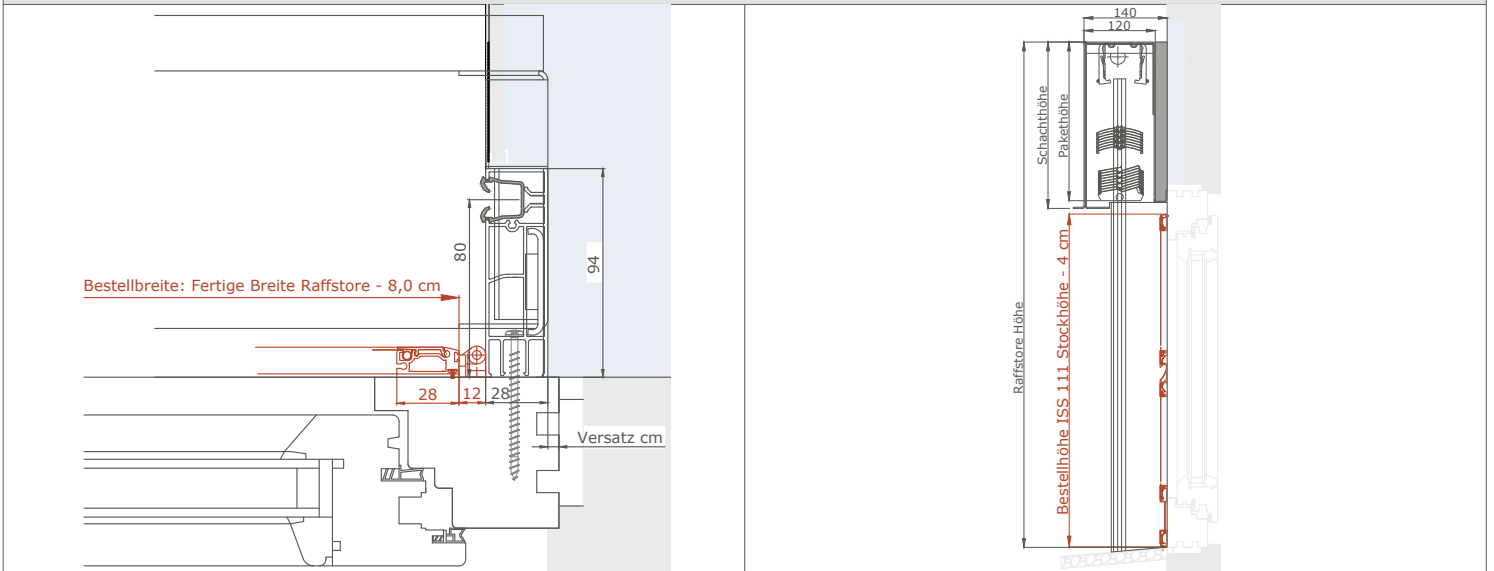 Bestellbreite: Fertige Breite Raffstore - 8,0 cm
80
94
28
12
28
Versatz cm
140
120
Schachthöhe
Pakethöhe
Raffstore Höhe
Bestellhöhe ISS 111 Stockhöhe - 4 cm